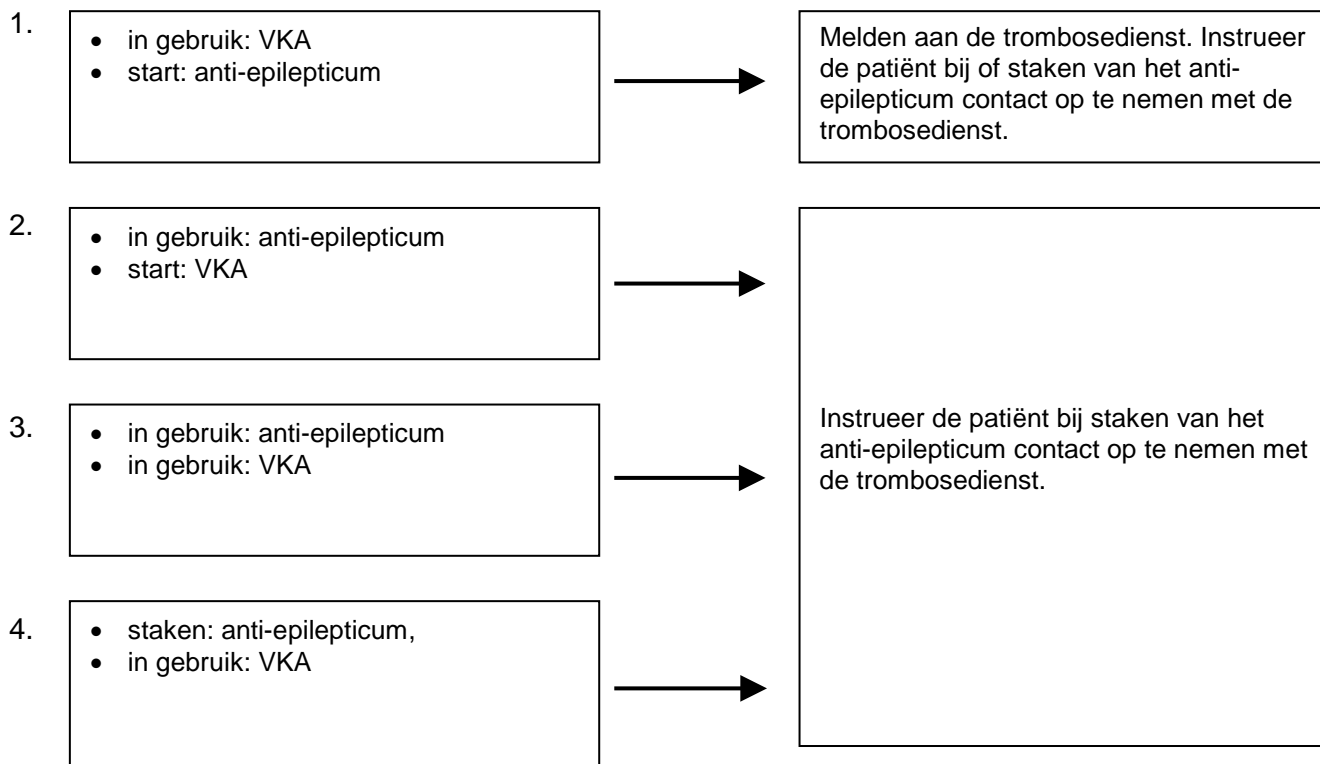 1.
• in gebruik: VKA
• start: anti-epilepticum
Melden aan de trombosedienst. Instrueer
de patiënt bij of staken van het anti-
epilepticum contact op te nemen met de
trombosedienst.
2.
• in gebruik: anti-epilepticum
• start: VKA
3.
• in gebruik: anti-epilepticum
• in gebruik: VKA
Instrueer de patiënt bij staken van het
anti-epilepticum contact op te nemen met
de trombosedienst.
4.
• staken: anti-epilepticum,
• in gebruik: VKA